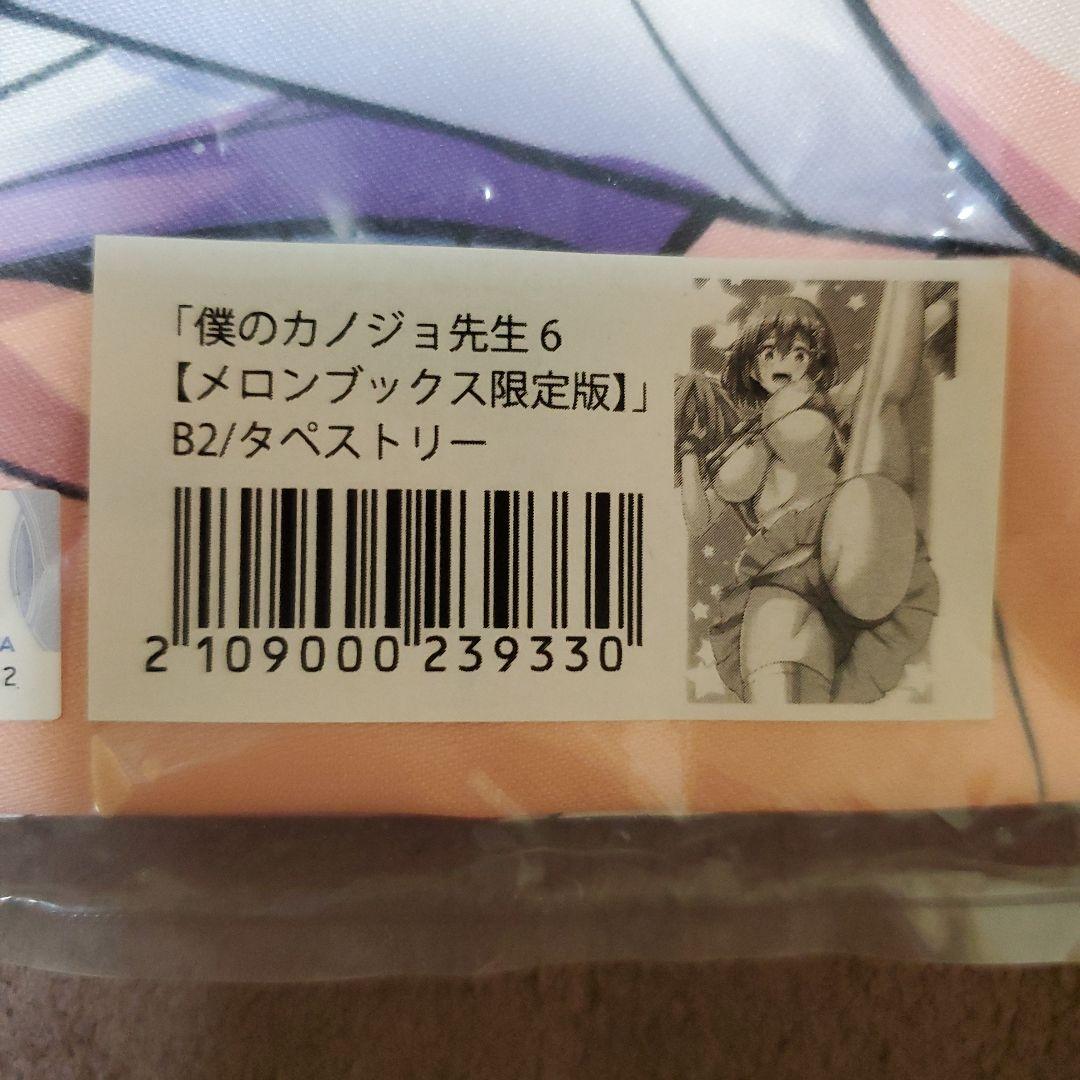 「僕のカノジョ先生6
【メロンブックス限定版】」
B2/タペストリー
2 109000 239330
A
2